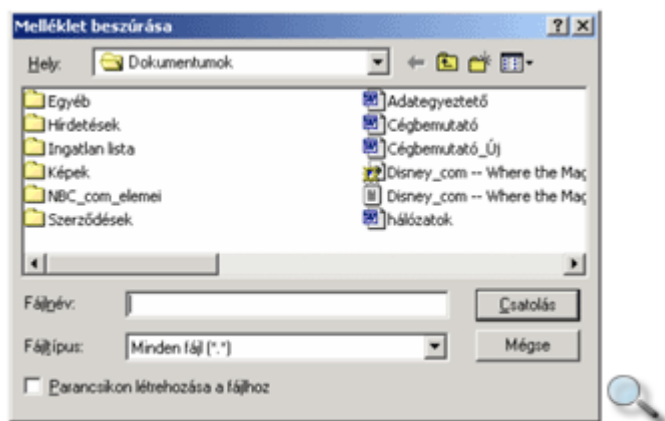 Melléklet beszúrása
Hely: Dokumentumok
Egyéb
Hirdetések
Ingatlan lista
Képek
NBC_com_elemei
Szerződések
Adategyeztető
Cégbemutató
Cégbemutató_Új
Disney_com -- Where the Mag
Disney_com -- Where the Mag
hálózatok
Fájlnév:
Csatolás
Fájltípus: Minden fájl (*.*)
Mégse
Parancsikon létrehozása a fájlhoz